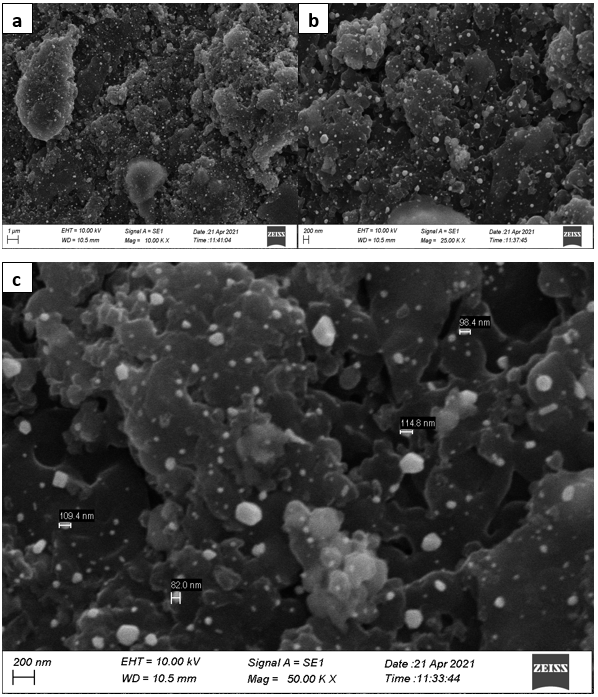 a
1 µm
EHT = 10.00 kV
WD = 10.5 mm
Signal A = SE1
Mag = 10.00 K X
Date :21 Apr 2021
Time :11:41:04
ZEISS
b
200 nm
EHT = 10.00 kV
WD = 10.5 mm
Signal A = SE1
Mag = 25.00 K X
Date :21 Apr 2021
Time :11:37:45
ZEISS
c
98.4 nm
114.8 nm
109.4 nm
82.0 nm
200 nm
EHT = 10.00 kV
WD = 10.5 mm
Signal A = SE1
Mag = 50.00 K X
Date :21 Apr 2021
Time :11:33:44
ZEISS